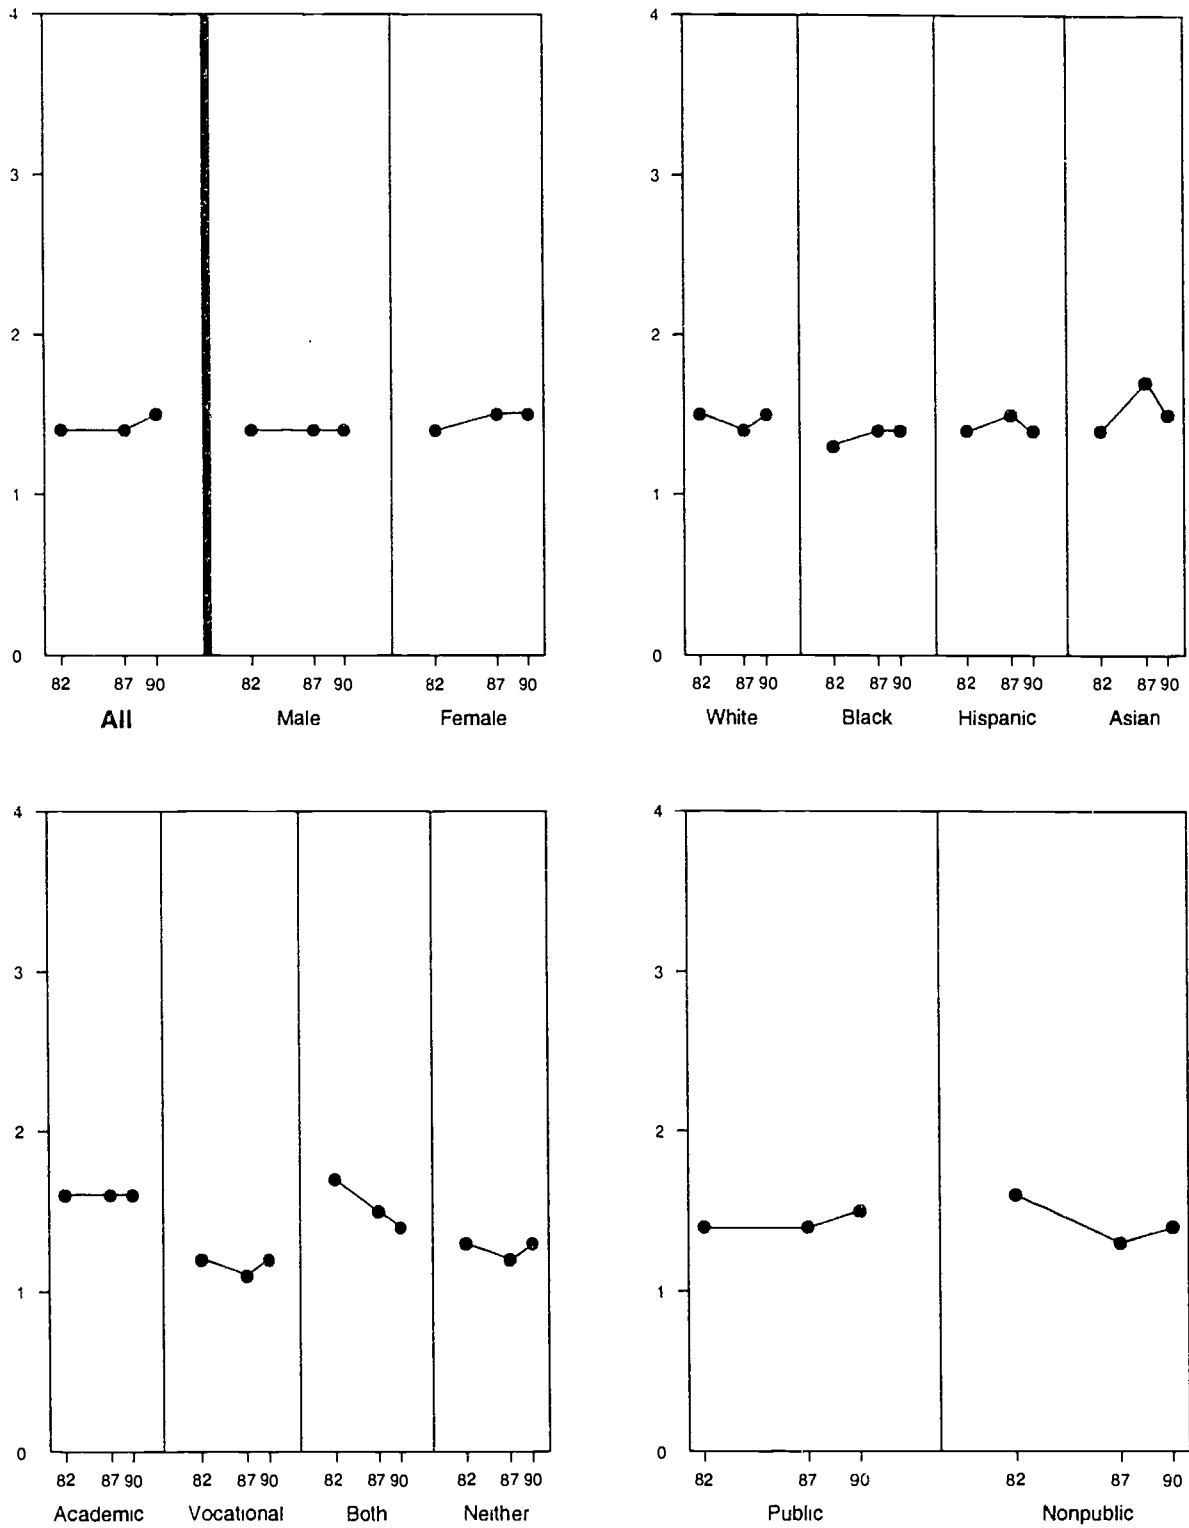 4
3
2
1
0
82 87 90 82 87 90 82 87 90
All Male Female
4
3
2
1
0
82 87 90 82 87 90 82 87 90 82 87 90
White Black Hispanic Asian
4
3
2
1
0
82 87 90 82 87 90 82 87 90 82 87 90
Academic Vocational Both Neither
4
3
2
1
0
82 87 90 82 87 90
Public Nonpublic